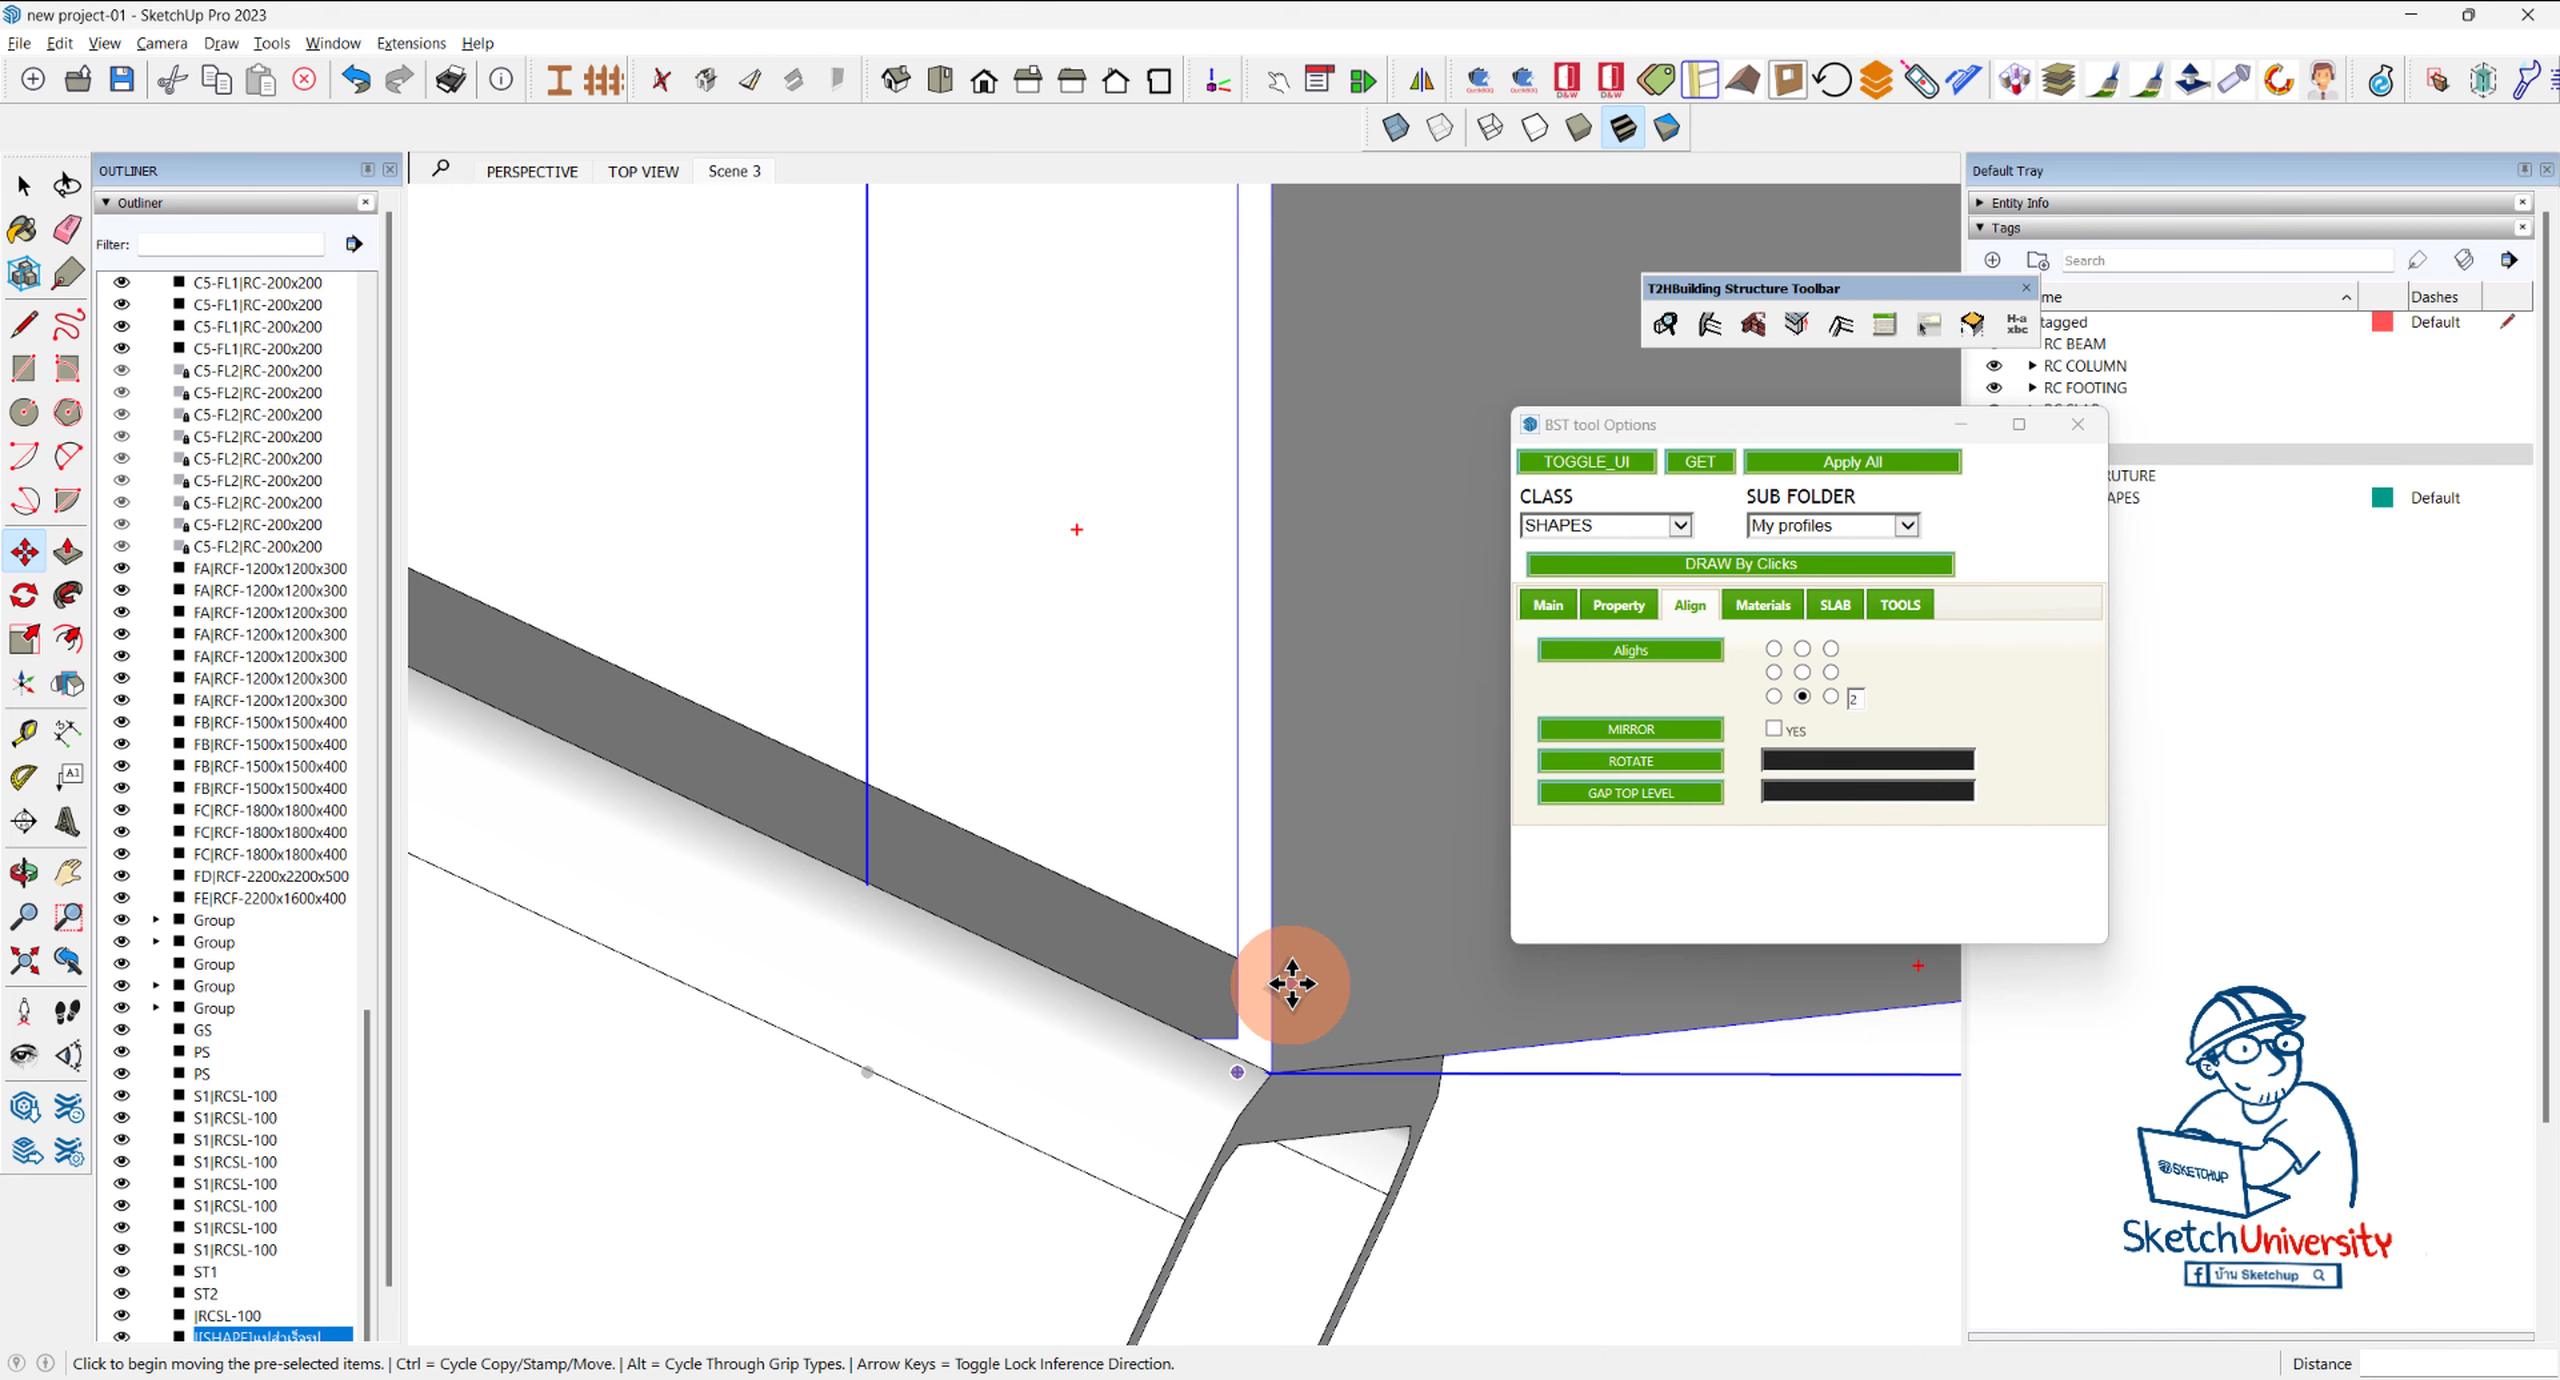 new project-01 - SketchUp Pro 2023
File Edit View Camera Draw Tools Window Extensions Help
D&W D&W
OUTLINER
Outliner
Filter:
C5-FL1|RC-200x200
C5-FL1|RC-200x200
C5-FL1|RC-200x200
C5-FL1|RC-200x200
C5-FL2|RC-200x200
C5-FL2|RC-200x200
C5-FL2|RC-200x200
C5-FL2|RC-200x200
C5-FL2|RC-200x200
C5-FL2|RC-200x200
C5-FL2|RC-200x200
C5-FL2|RC-200x200
C5-FL2|RC-200x200
FA|RCF-1200x1200x300
FA|RCF-1200x1200x300
FA|RCF-1200x1200x300
FA|RCF-1200x1200x300
FA|RCF-1200x1200x300
FA|RCF-1200x1200x300
FA|RCF-1200x1200x300
FB|RCF-1500x1500x400
FB|RCF-1500x1500x400
FB|RCF-1500x1500x400
FB|RCF-1500x1500x400
FC|RCF-1800x1800x400
FC|RCF-1800x1800x400
FC|RCF-1800x1800x400
FD|RCF-2200x2200x500
FE|RCF-2200x1600x400
Group
Group
Group
Group
Group
GS
PS
PS
S1|RCSL-100
S1|RCSL-100
S1|RCSL-100
S1|RCSL-100
S1|RCSL-100
S1|RCSL-100
S1|RCSL-100
S1|RCSL-100
ST1
ST2
|RCSL-100
PERSPECTIVE TOP VIEW Scene 3
T2HBuilding Structure Toolbar
H-a
xbc
BST tool Options
TOGGLE_UI GET Apply All
CLASS SUB FOLDER
SHAPES My profiles
DRAW By Clicks
Main Property Align Materials SLAB TOOLS
Alighs
2
MIRROR YES
ROTATE
GAP TOP LEVEL
Default Tray
Entity Info
Tags
Search
me Dashes
tagged Default
RC BEAM
RC COLUMN
RC FOOTING
RUTURE
APES Default
SKETCHUP
SketchUniversity
f บ้าน Sketchup
Click to begin moving the pre-selected items. | Ctrl = Cycle Copy/Stamp/Move. | Alt = Cycle Through Grip Types. | Arrow Keys = Toggle Lock Inference Direction.
Distance